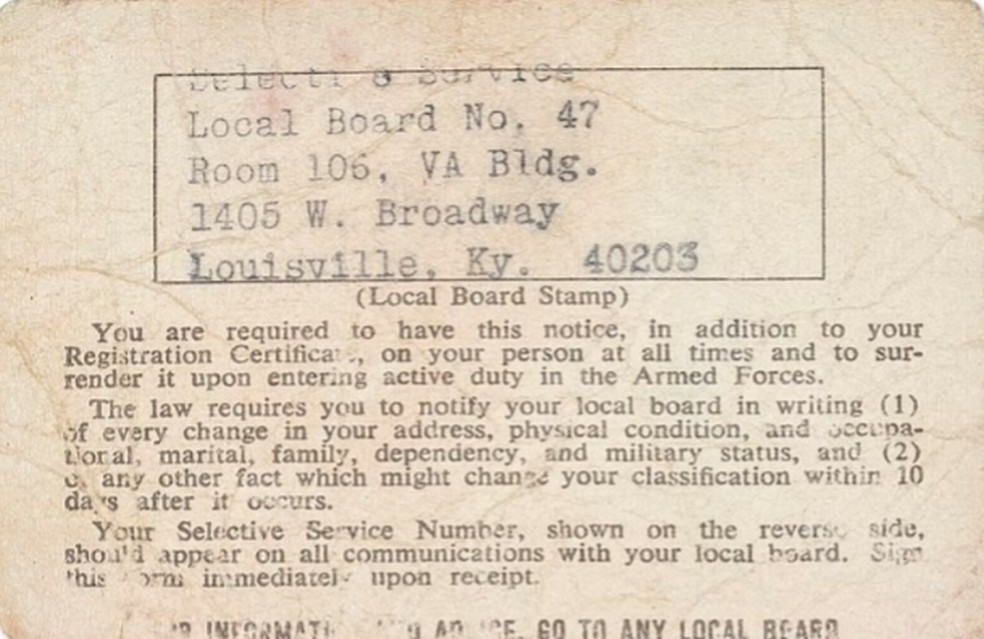 Selective Service
Local Board No. 47
Room 106, VA Bldg.
1405 W. Broadway
Louisville, Ky. 40203
(Local Board Stamp)
You are required to have this notice, in addition to your
Registration Certificate, on your person at all times and to sur-
render it upon entering active duty in the Armed Forces.
The law requires you to notify your local board in writing (1)
of every change in your address, physical condition, and occupa-
tional, marital, family, dependency, and military status, and (2)
of any other fact which might change your classification within 10
days after it occurs.
Your Selective Service Number, shown on the reverse side,
should appear on all communications with your local board. Sign
this form immediately upon receipt.
INFORMATION AND ADVICE, GO TO ANY LOCAL BOARD